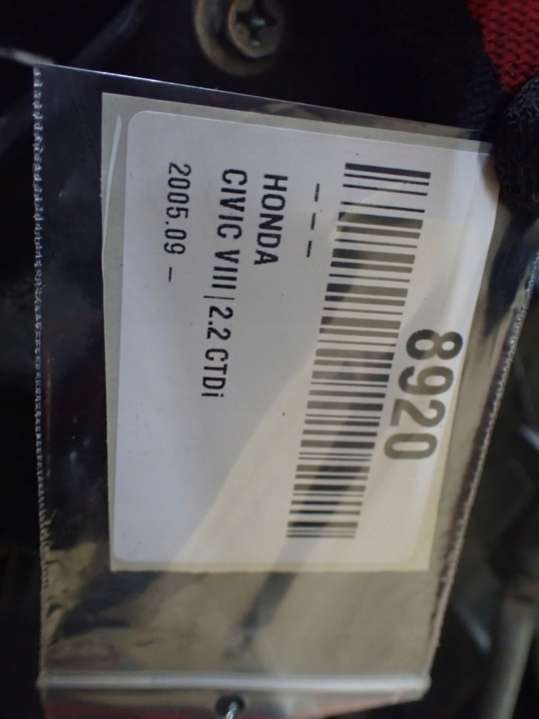 8920
– – –
HONDA
CIVIC VIII | 2.2 CTDi
2005.09 –